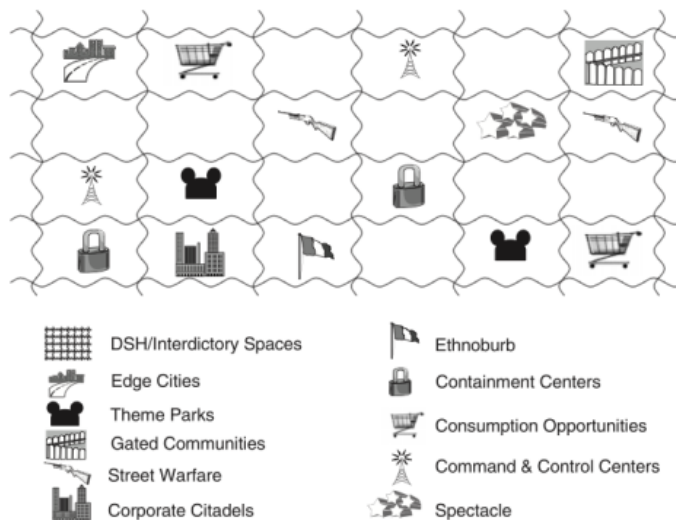 DSH/Interdictory Spaces
Edge Cities
Theme Parks
Gated Communities
Street Warfare
Corporate Citadels
Ethnoburb
Containment Centers
Consumption Opportunities
Command & Control Centers
Spectacle